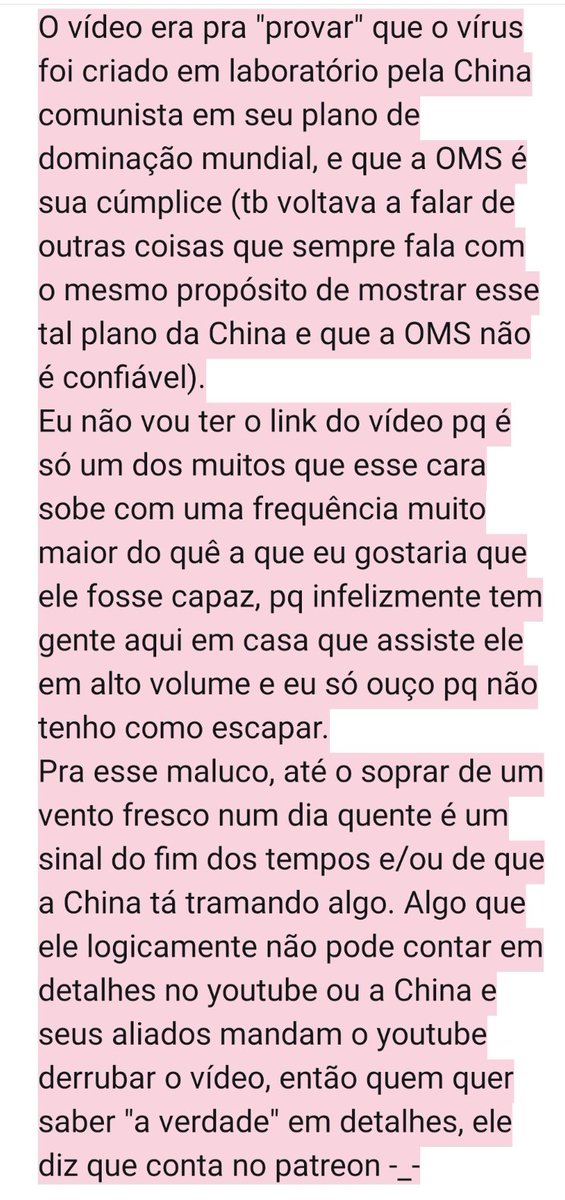 O vídeo era pra "provar" que o vírus
foi criado em laboratório pela China
comunista em seu plano de
dominação mundial, e que a OMS é
sua cúmplice (tb voltava a falar de
outras coisas que sempre fala com
o mesmo propósito de mostrar esse
tal plano da China e que a OMS não
é confiável).
Eu não vou ter o link do vídeo pq é
só um dos muitos que esse cara
sobe com uma frequência muito
maior do quê a que eu gostaria que
ele fosse capaz, pq infelizmente tem
gente aqui em casa que assiste ele
em alto volume e eu só ouço pq não
tenho como escapar.
Pra esse maluco, até o soprar de um
vento fresco num dia quente é um
sinal do fim dos tempos e/ou de que
a China tá tramando algo. Algo que
ele logicamente não pode contar em
detalhes no youtube ou a China e
seus aliados mandam o youtube
derrubar o vídeo, então quem quer
saber "a verdade" em detalhes, ele
diz que conta no patreon -_-